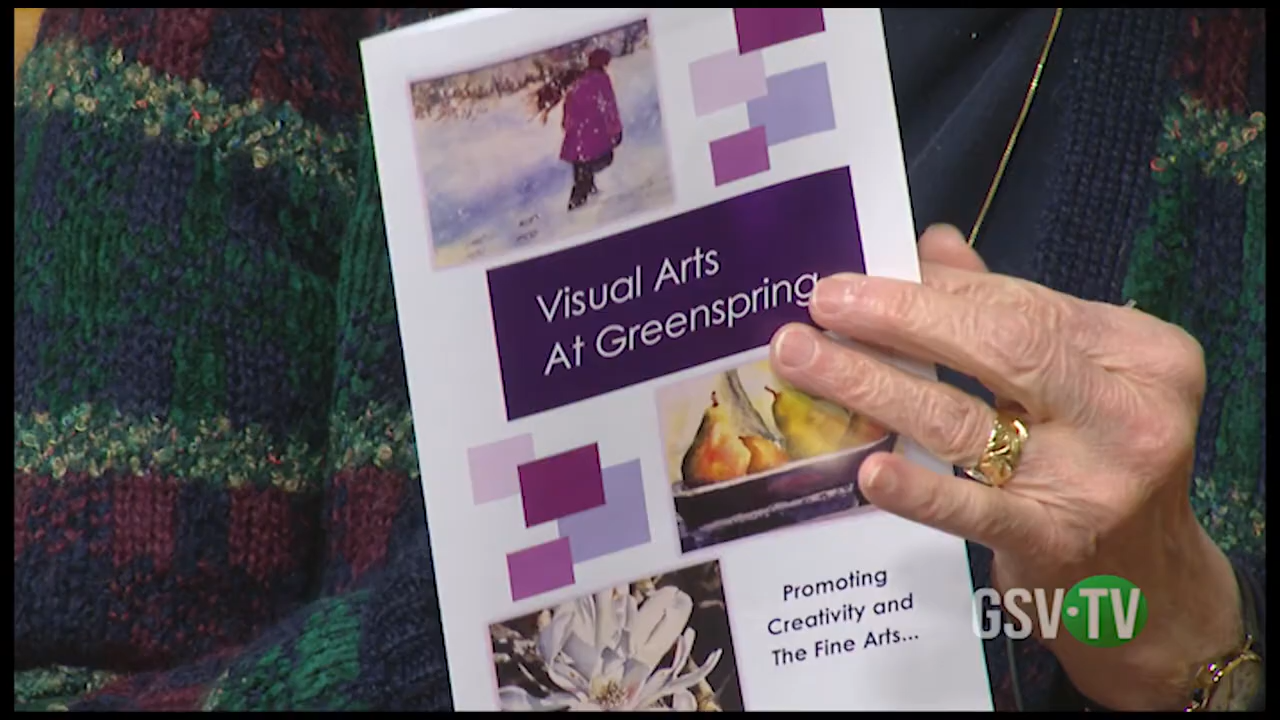 Visual Arts
At Greenspring
Promoting
Creativity and
The Fine Arts...
GSV·TV